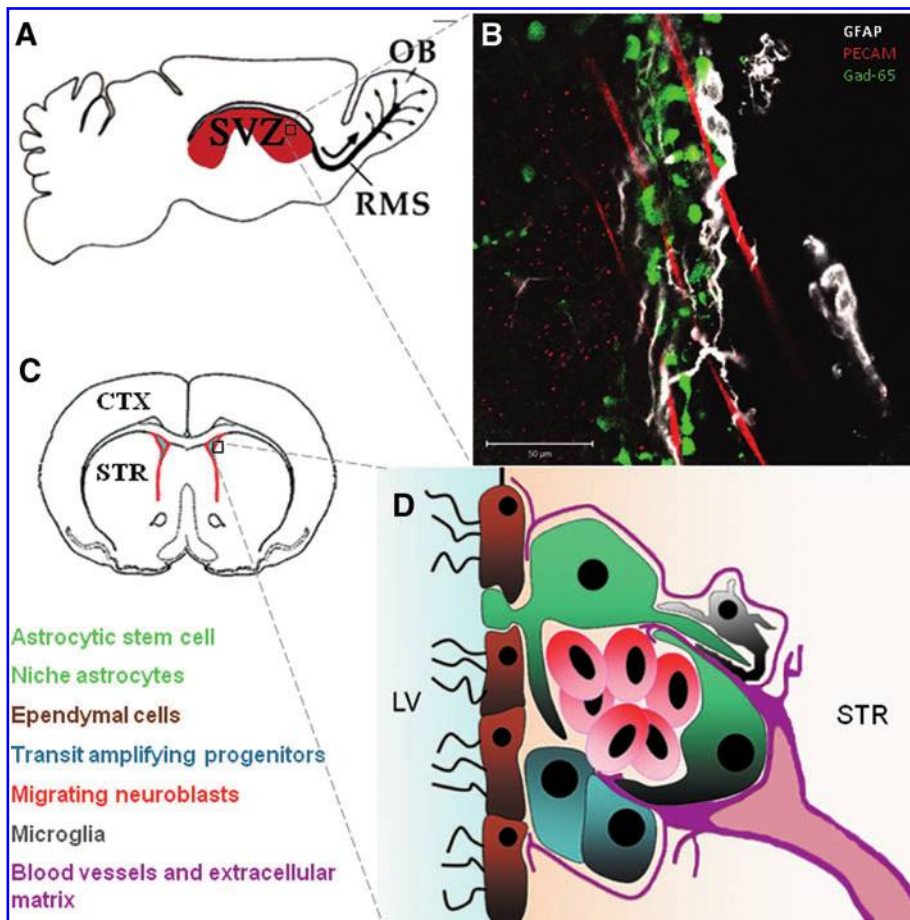 A
OB
SVZ
RMS
B
GFAP
PECAM
Gad-65
50 µm
C
CTX
STR
Astrocytic stem cell
Niche astrocytes
Ependymal cells
Transit amplifying progenitors
Migrating neuroblasts
Microglia
Blood vessels and extracellular
matrix
D
LV
STR